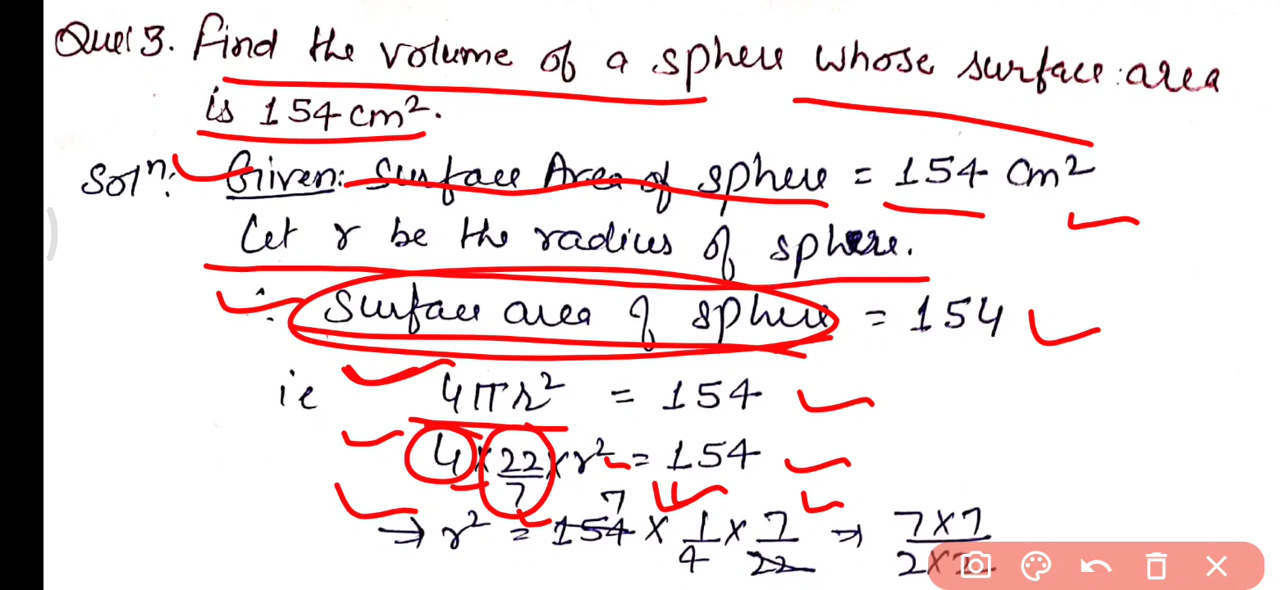 Que 3. Find the volume of a sphere whose surface area
is 154 cm².
Solⁿ: Given: Surface Area of sphere = 154 cm²
Let r be the radius of sphere.
∴ Surface area of sphere = 154
ie 4πr² = 154
4 × 22/7 × r² = 154
7
⇒ r² = 154 × 1/4 × 7/22 ⇒ 7×7/2×2